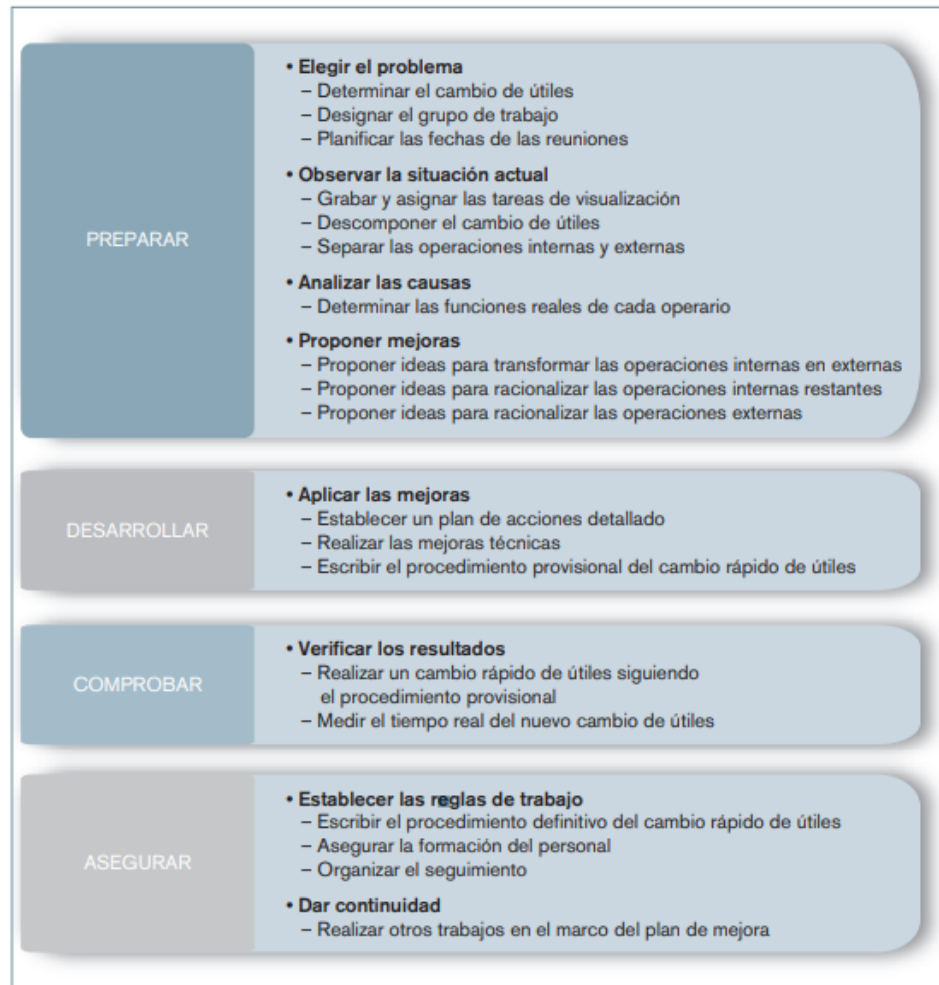 PREPARAR
• Elegir el problema
– Determinar el cambio de útiles
– Designar el grupo de trabajo
– Planificar las fechas de las reuniones
• Observar la situación actual
– Grabar y asignar las tareas de visualización
– Descomponer el cambio de útiles
– Separar las operaciones internas y externas
• Analizar las causas
– Determinar las funciones reales de cada operario
• Proponer mejoras
– Proponer ideas para transformar las operaciones internas en externas
– Proponer ideas para racionalizar las operaciones internas restantes
– Proponer ideas para racionalizar las operaciones externas
DESARROLLAR
• Aplicar las mejoras
– Establecer un plan de acciones detallado
– Realizar las mejoras técnicas
– Escribir el procedimiento provisional del cambio rápido de útiles
COMPROBAR
• Verificar los resultados
– Realizar un cambio rápido de útiles siguiendo
el procedimiento provisional
– Medir el tiempo real del nuevo cambio de útiles
ASEGURAR
• Establecer las reglas de trabajo
– Escribir el procedimiento definitivo del cambio rápido de útiles
– Asegurar la formación del personal
– Organizar el seguimiento
• Dar continuidad
– Realizar otros trabajos en el marco del plan de mejora